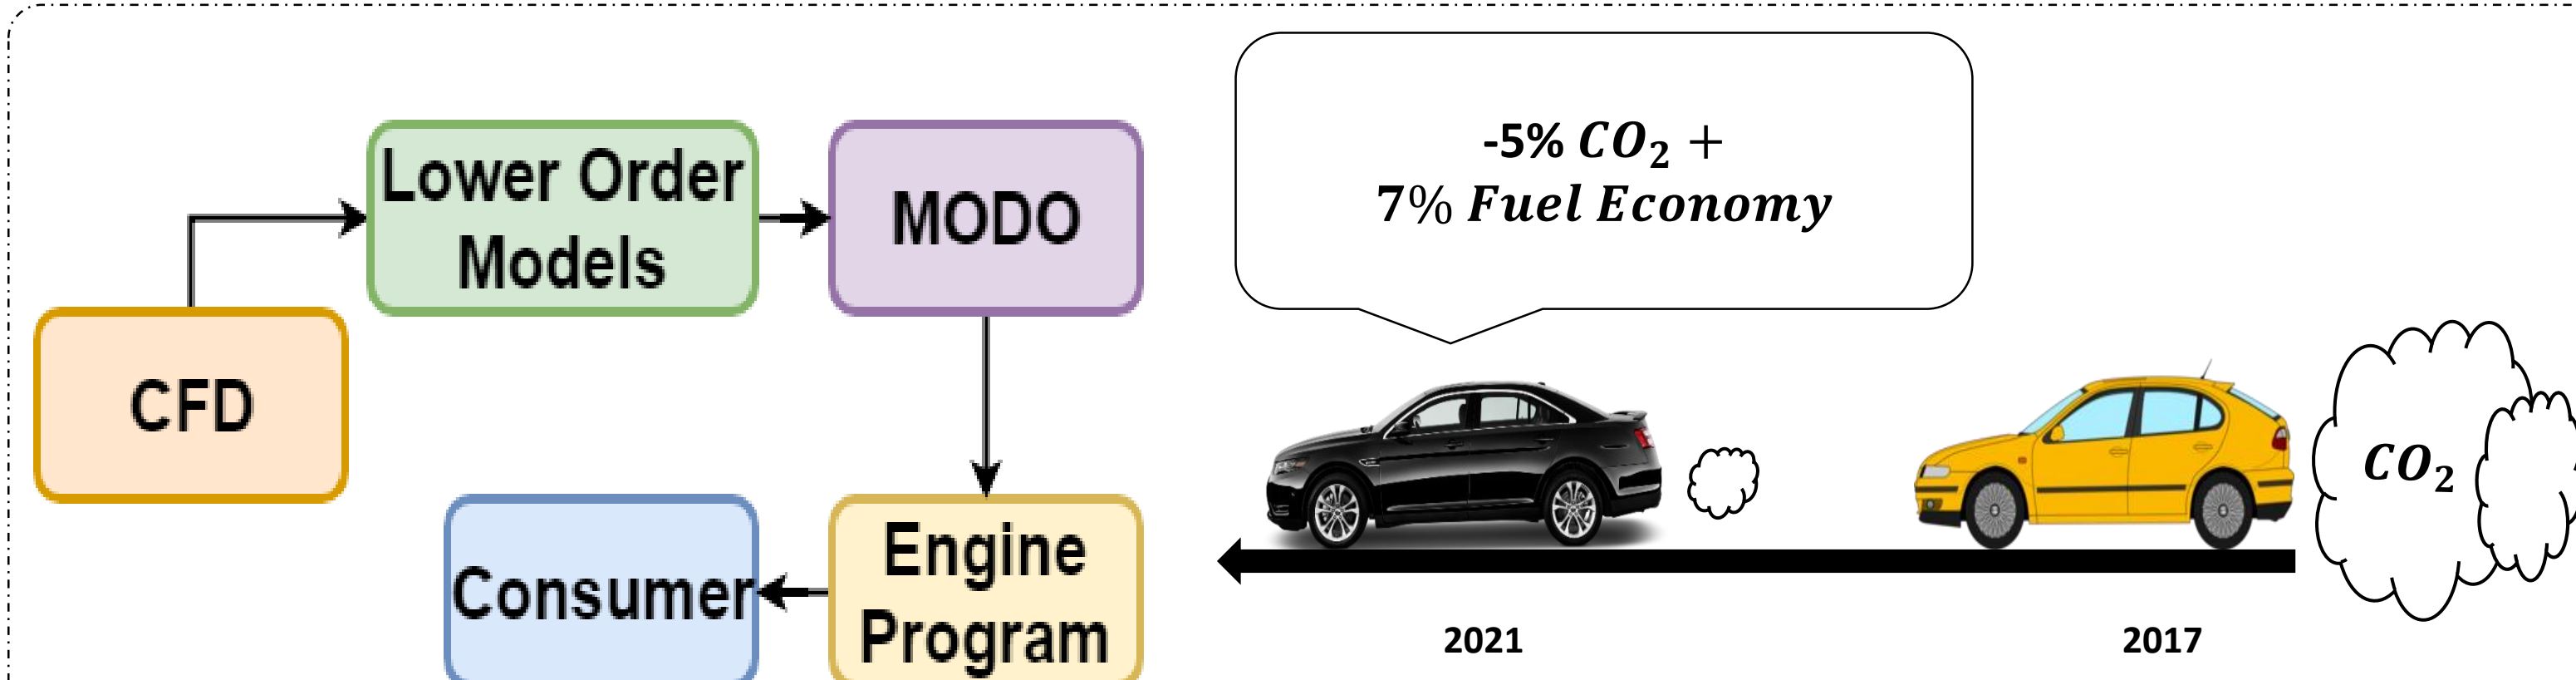 Lower Order
Models
MODO
CFD
Consumer
Engine
Program
-5% CO₂ +
7% Fuel Economy
CO₂
2021
2017